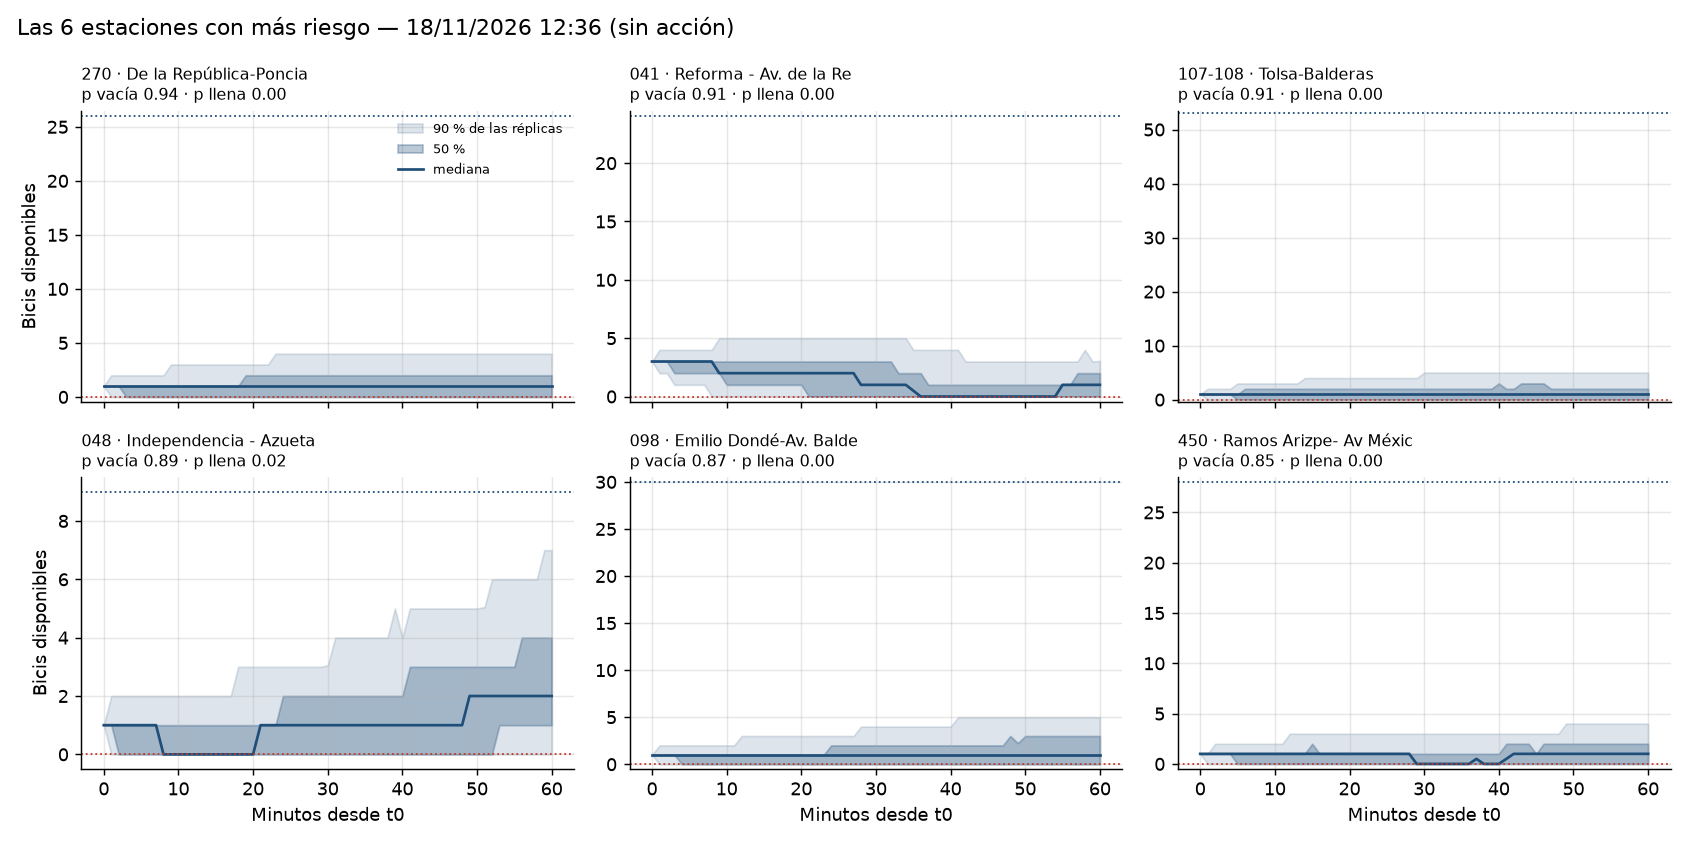 Las 6 estaciones con más riesgo — 18/11/2026 12:36 (sin acción)
270 · De la República-Poncia
p vacía 0.94 · p llena 0.00
041 · Reforma - Av. de la Re
p vacía 0.91 · p llena 0.00
107-108 · Tolsa-Balderas
p vacía 0.91 · p llena 0.00
90 % de las réplicas
50 %
mediana
Bicis disponibles
25
20
15
10
5
0
20
15
10
5
0
50
40
30
20
10
0
048 · Independencia - Azueta
p vacía 0.89 · p llena 0.02
098 · Emilio Dondé-Av. Balde
p vacía 0.87 · p llena 0.00
450 · Ramos Arizpe- Av Méxic
p vacía 0.85 · p llena 0.00
Bicis disponibles
8
6
4
2
0
30
25
20
15
10
5
0
25
20
15
10
5
0
0 10 20 30 40 50 60
0 10 20 30 40 50 60
0 10 20 30 40 50 60
Minutos desde t0
Minutos desde t0
Minutos desde t0